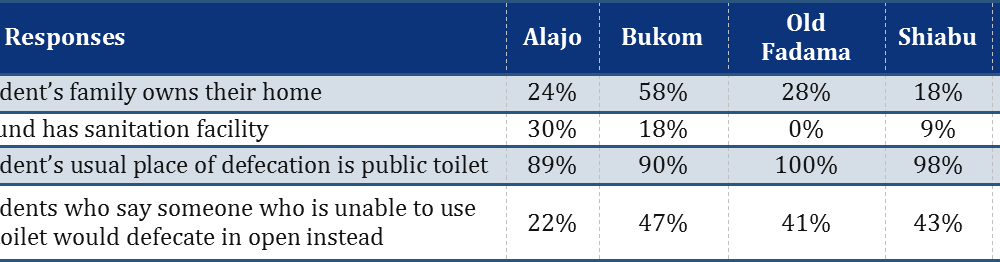 Responses Alajo Bukom Old Fadama Shiabu
dent’s family owns their home 24% 58% 28% 18%
und has sanitation facility 30% 18% 0% 9%
dent’s usual place of defecation is public toilet 89% 90% 100% 98%
dents who say someone who is unable to use
oilet would defecate in open instead 22% 47% 41% 43%